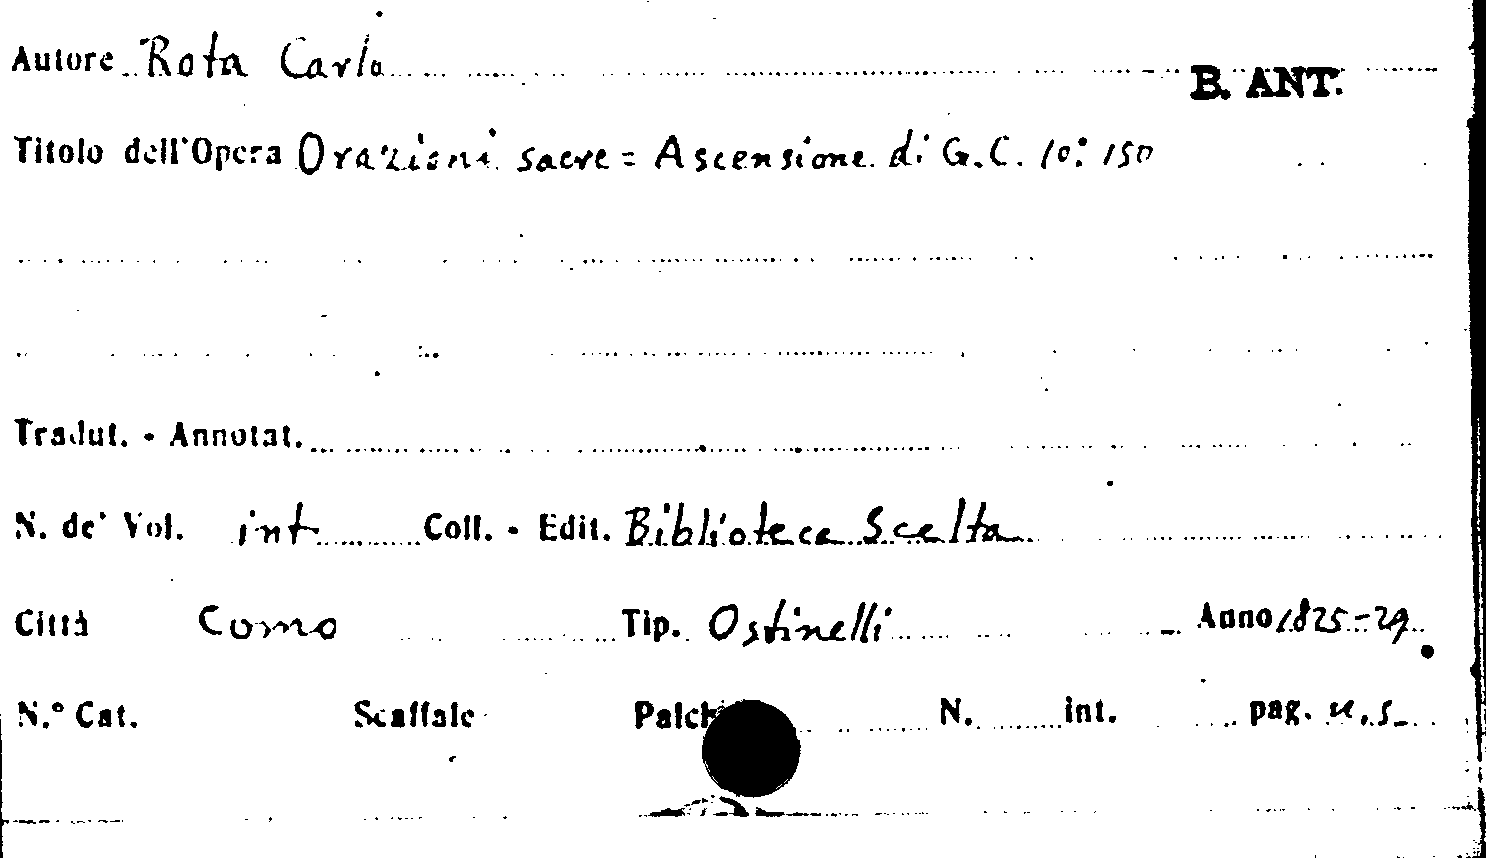 Autore Rota Carlo
B. ANT.
Titolo dell'Opera Orazioni sacre = Ascensione di G.C. 10: 150
Tradut. - Annotat.
N. de' Vol. int Coll. - Edit. Biblioteca Scelta
Città Como Tip. Ostinelli Anno 1825-29
N.° Cat. Scaffale Palch N. int. pag. u.s.